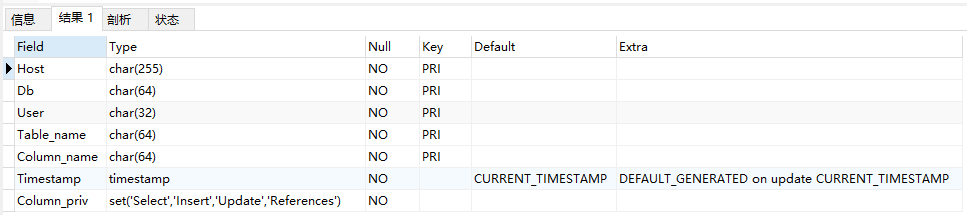 信息 结果 1 剖析 状态
Field Type Null Key Default Extra
Host char(255) NO PRI
Db char(64) NO PRI
User char(32) NO PRI
Table_name char(64) NO PRI
Column_name char(64) NO PRI
Timestamp timestamp NO CURRENT_TIMESTAMP DEFAULT_GENERATED on update CURRENT_TIMESTAMP
Column_priv set('Select','Insert','Update','References') NO